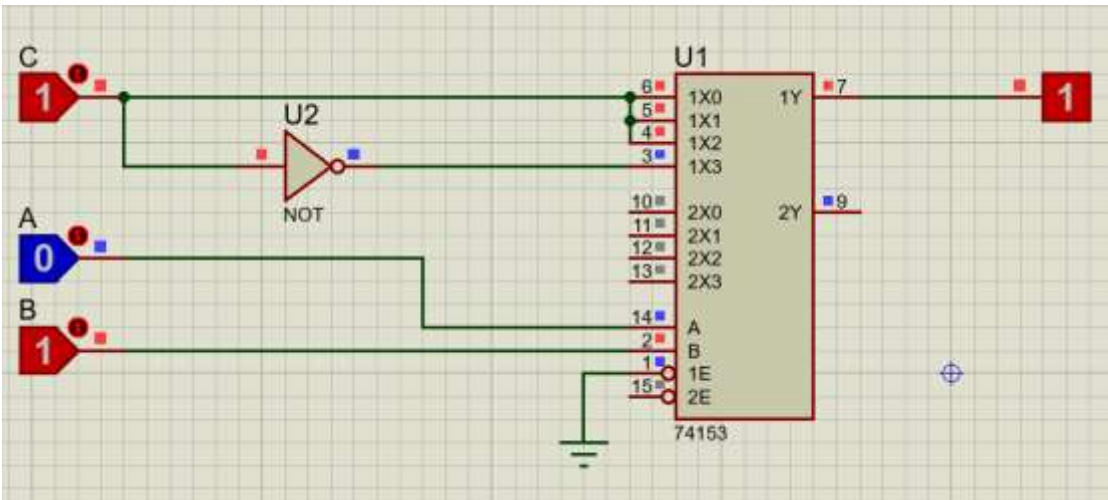 C
1
U2
NOT
A
0
B
1
U1
6 1X0 1Y 7
5 1X1
4 1X2
3 1X3
10 2X0 2Y 9
11 2X1
12 2X2
13 2X3
14 A
2 B
1 1E
15 2E
74153
1